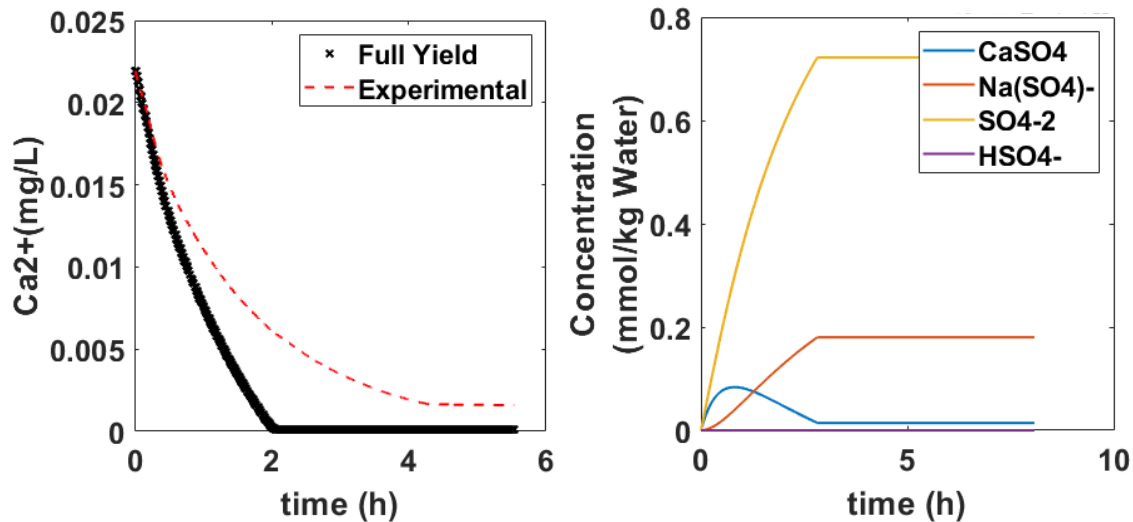 0.025
0.02
0.015
0.01
0.005
0
Ca2+(mg/L)
Full Yield
Experimental
0
2
4
6
time (h)
0.8
0.6
0.4
0.2
0
Concentration
(mmol/kg Water)
CaSO4
Na(SO4)-
SO4-2
HSO4-
0
5
10
time (h)